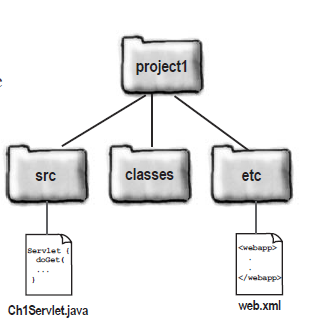 project1
src
classes
etc
Servlet {
doGet(
...
}
<webapp>
.
.
</webapp>
Ch1Servlet.java
web.xml